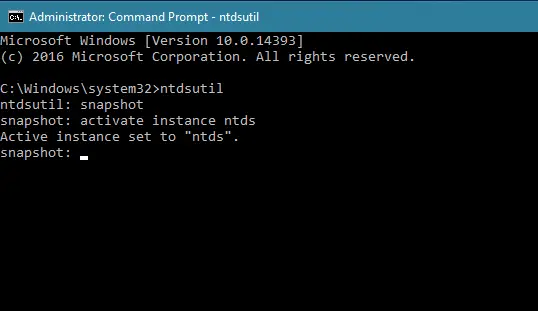 Administrator: Command Prompt - ntdsutil
Microsoft Windows [Version 10.0.14393]
(c) 2016 Microsoft Corporation. All rights reserved.
C:\Windows\system32>ntdsutil
ntdsutil: snapshot
snapshot: activate instance ntds
Active instance set to "ntds".
snapshot: